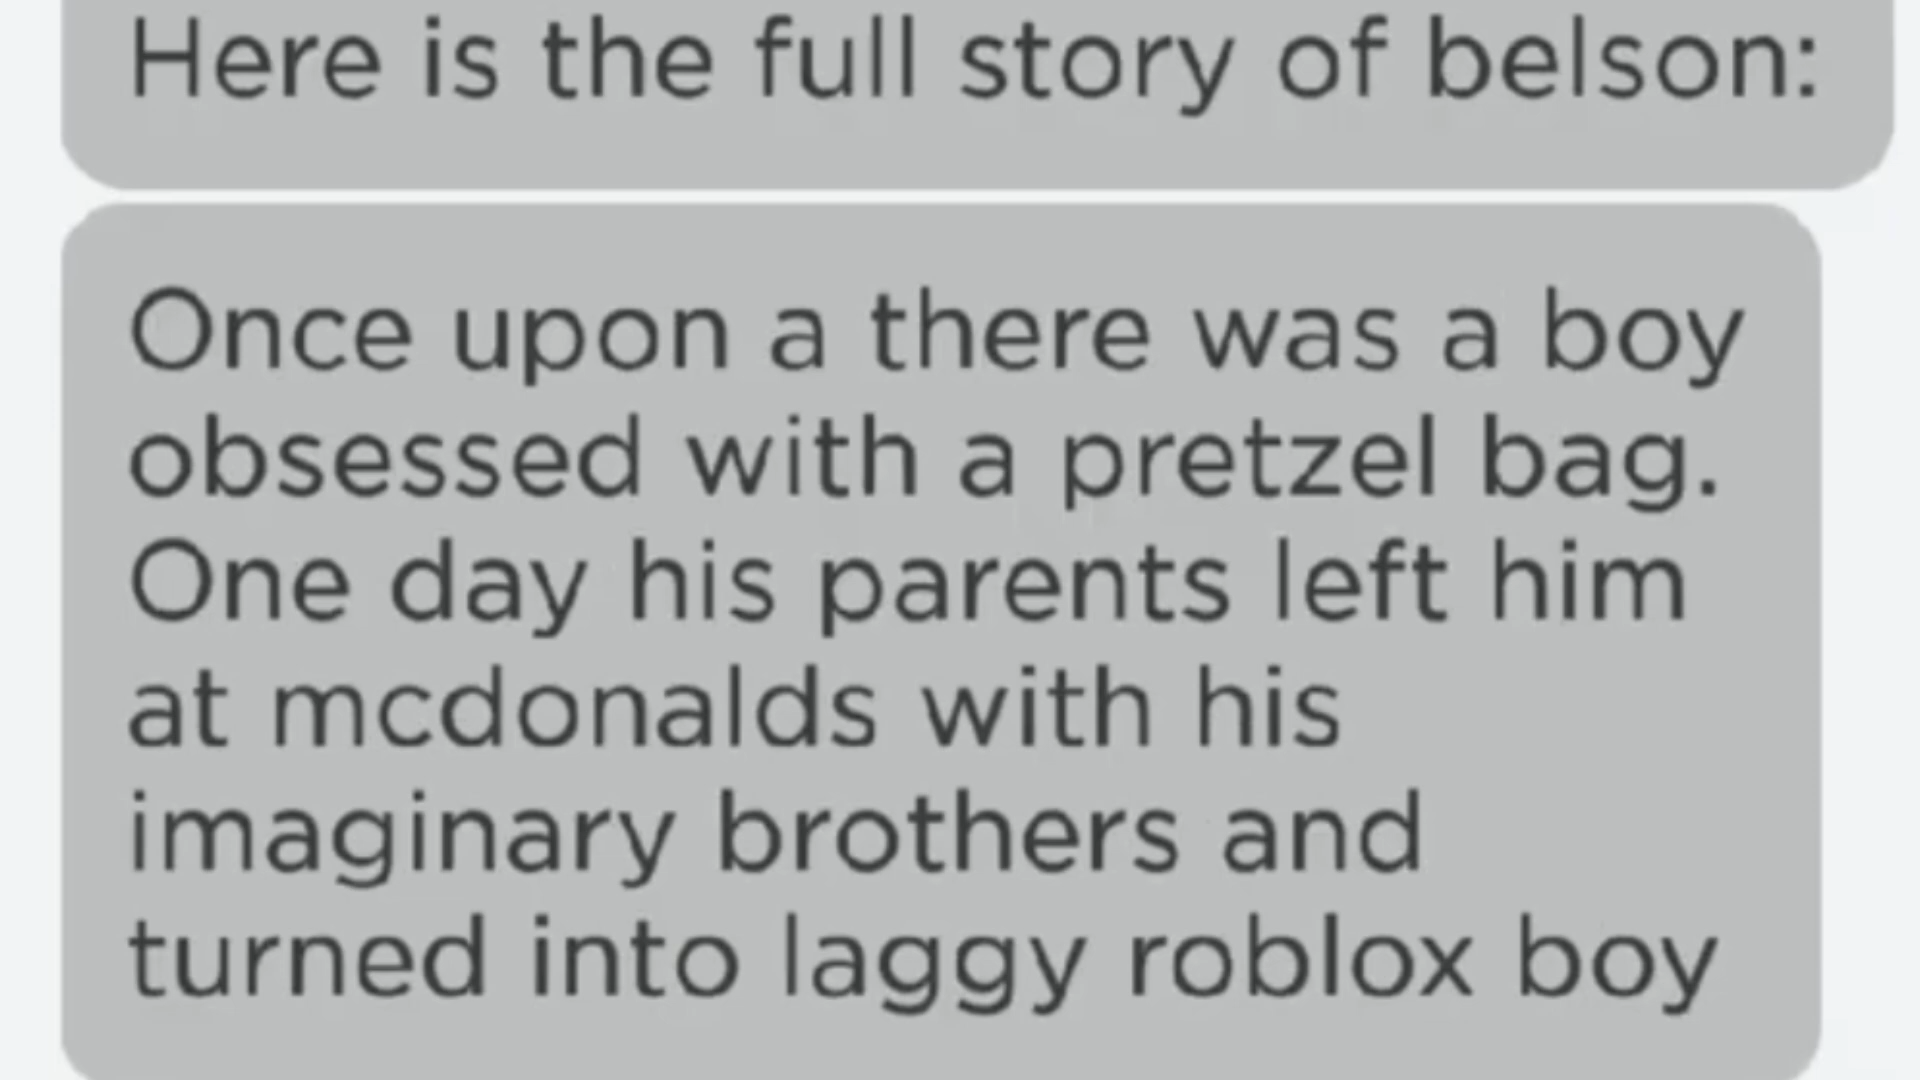 Here is the full story of belson:
Once upon a there was a boy
obsessed with a pretzel bag.
One day his parents left him
at mcdonalds with his
imaginary brothers and
turned into laggy roblox boy